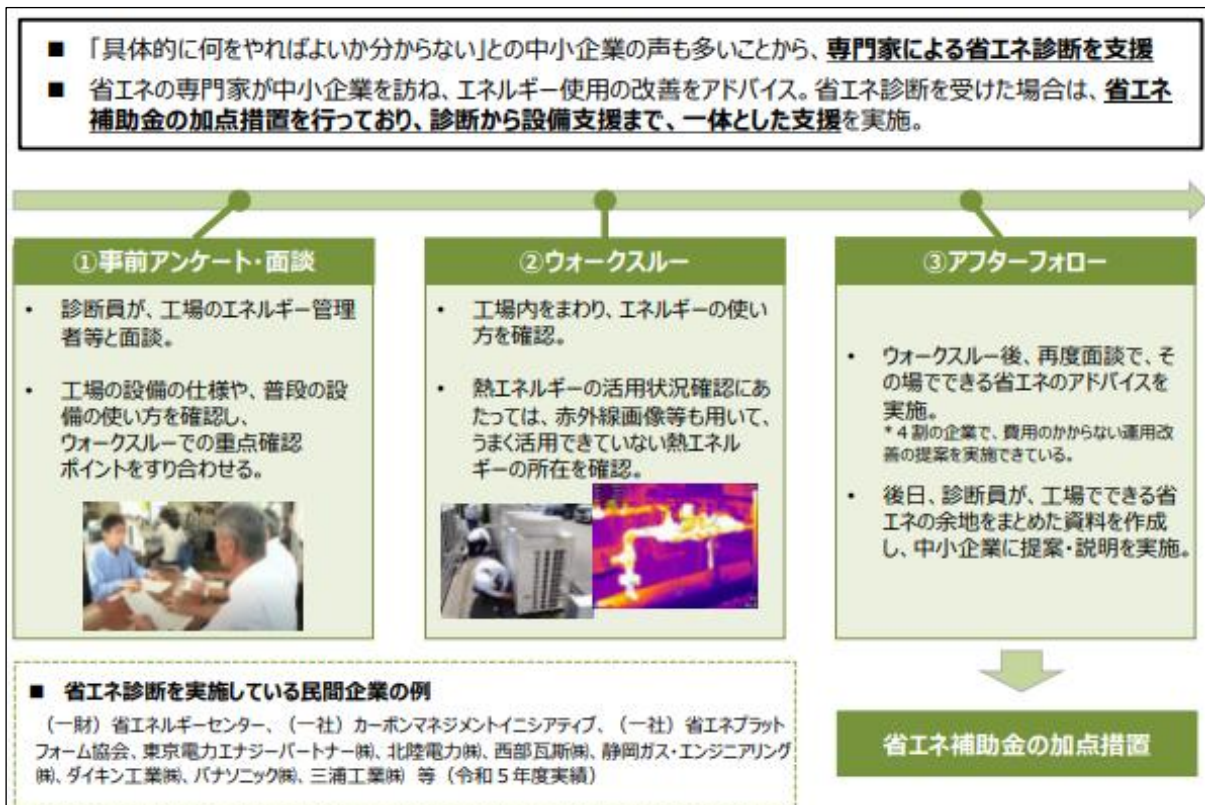 ■ 「具体的に何をやればよいか分からない」との中小企業の声も多いことから、専門家による省エネ診断を支援
■ 省エネの専門家が中小企業を訪ね、エネルギー使用の改善をアドバイス。省エネ診断を受けた場合は、省エネ
補助金の加点措置を行っており、診断から設備支援まで、一体とした支援を実施。
①事前アンケート・面談
• 診断員が、工場のエネルギー管理
者等と面談。
• 工場の設備の仕様や、普段の設
備の使い方を確認し、
ウォークスルーでの重点確認
ポイントをすり合わせる。
②ウォークスルー
• 工場内をまわり、エネルギーの使い
方を確認。
• 熱エネルギーの活用状況確認にあ
たっては、赤外線画像等も用いて、
うまく活用できていない熱エネル
ギーの所在を確認。
③アフターフォロー
• ウォークスルー後、再度面談で、そ
の場でできる省エネのアドバイスを
実施。
*4割の企業で、費用のかからない運用改
善の提案を実施できている。
• 後日、診断員が、工場でできる省
エネの余地をまとめた資料を作成
し、中小企業に提案・説明を実施。
■ 省エネ診断を実施している民間企業の例
（一財）省エネルギーセンター、（一社）カーボンマネジメントイニシアティブ、（一社）省エネプラット
フォーム協会、東京電力エナジーパートナー㈱、北陸電力㈱、西部瓦斯㈱、静岡ガス・エンジニアリング
㈱、ダイキン工業㈱、パナソニック㈱、三浦工業㈱ 等（令和5年度実績）
省エネ補助金の加点措置